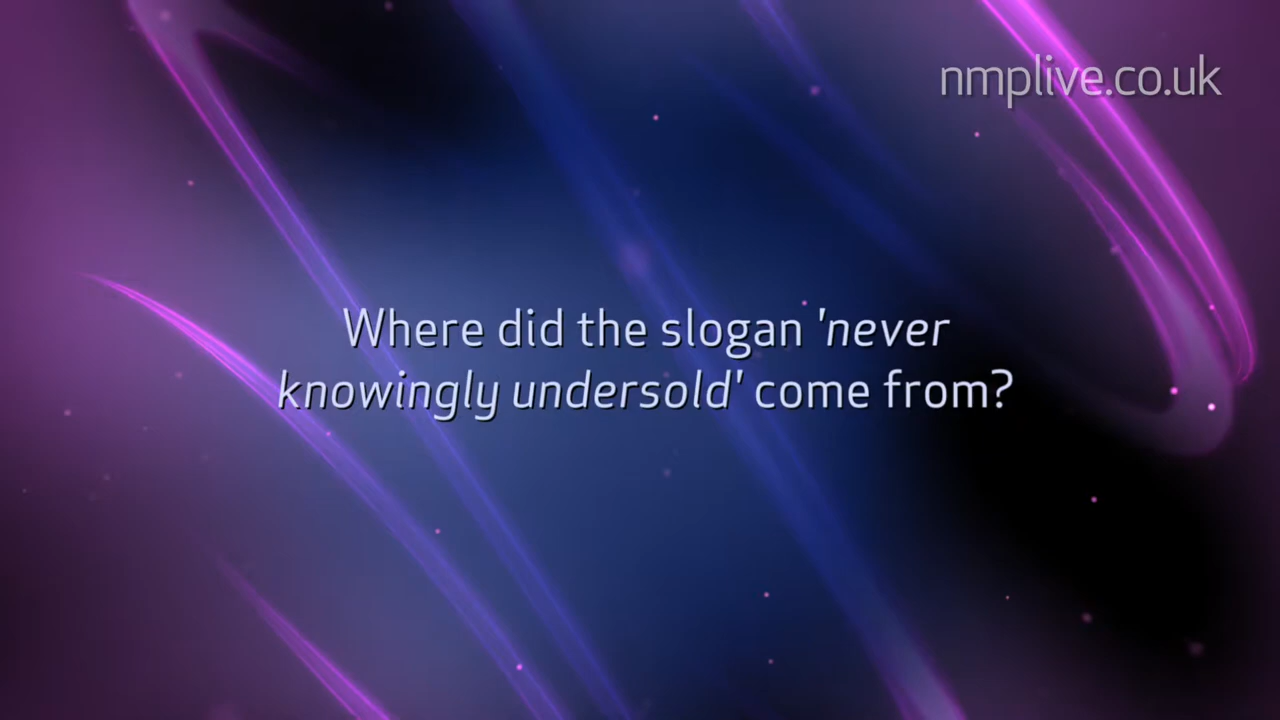 nmplive.co.uk
Where did the slogan 'never
knowingly undersold' come from?